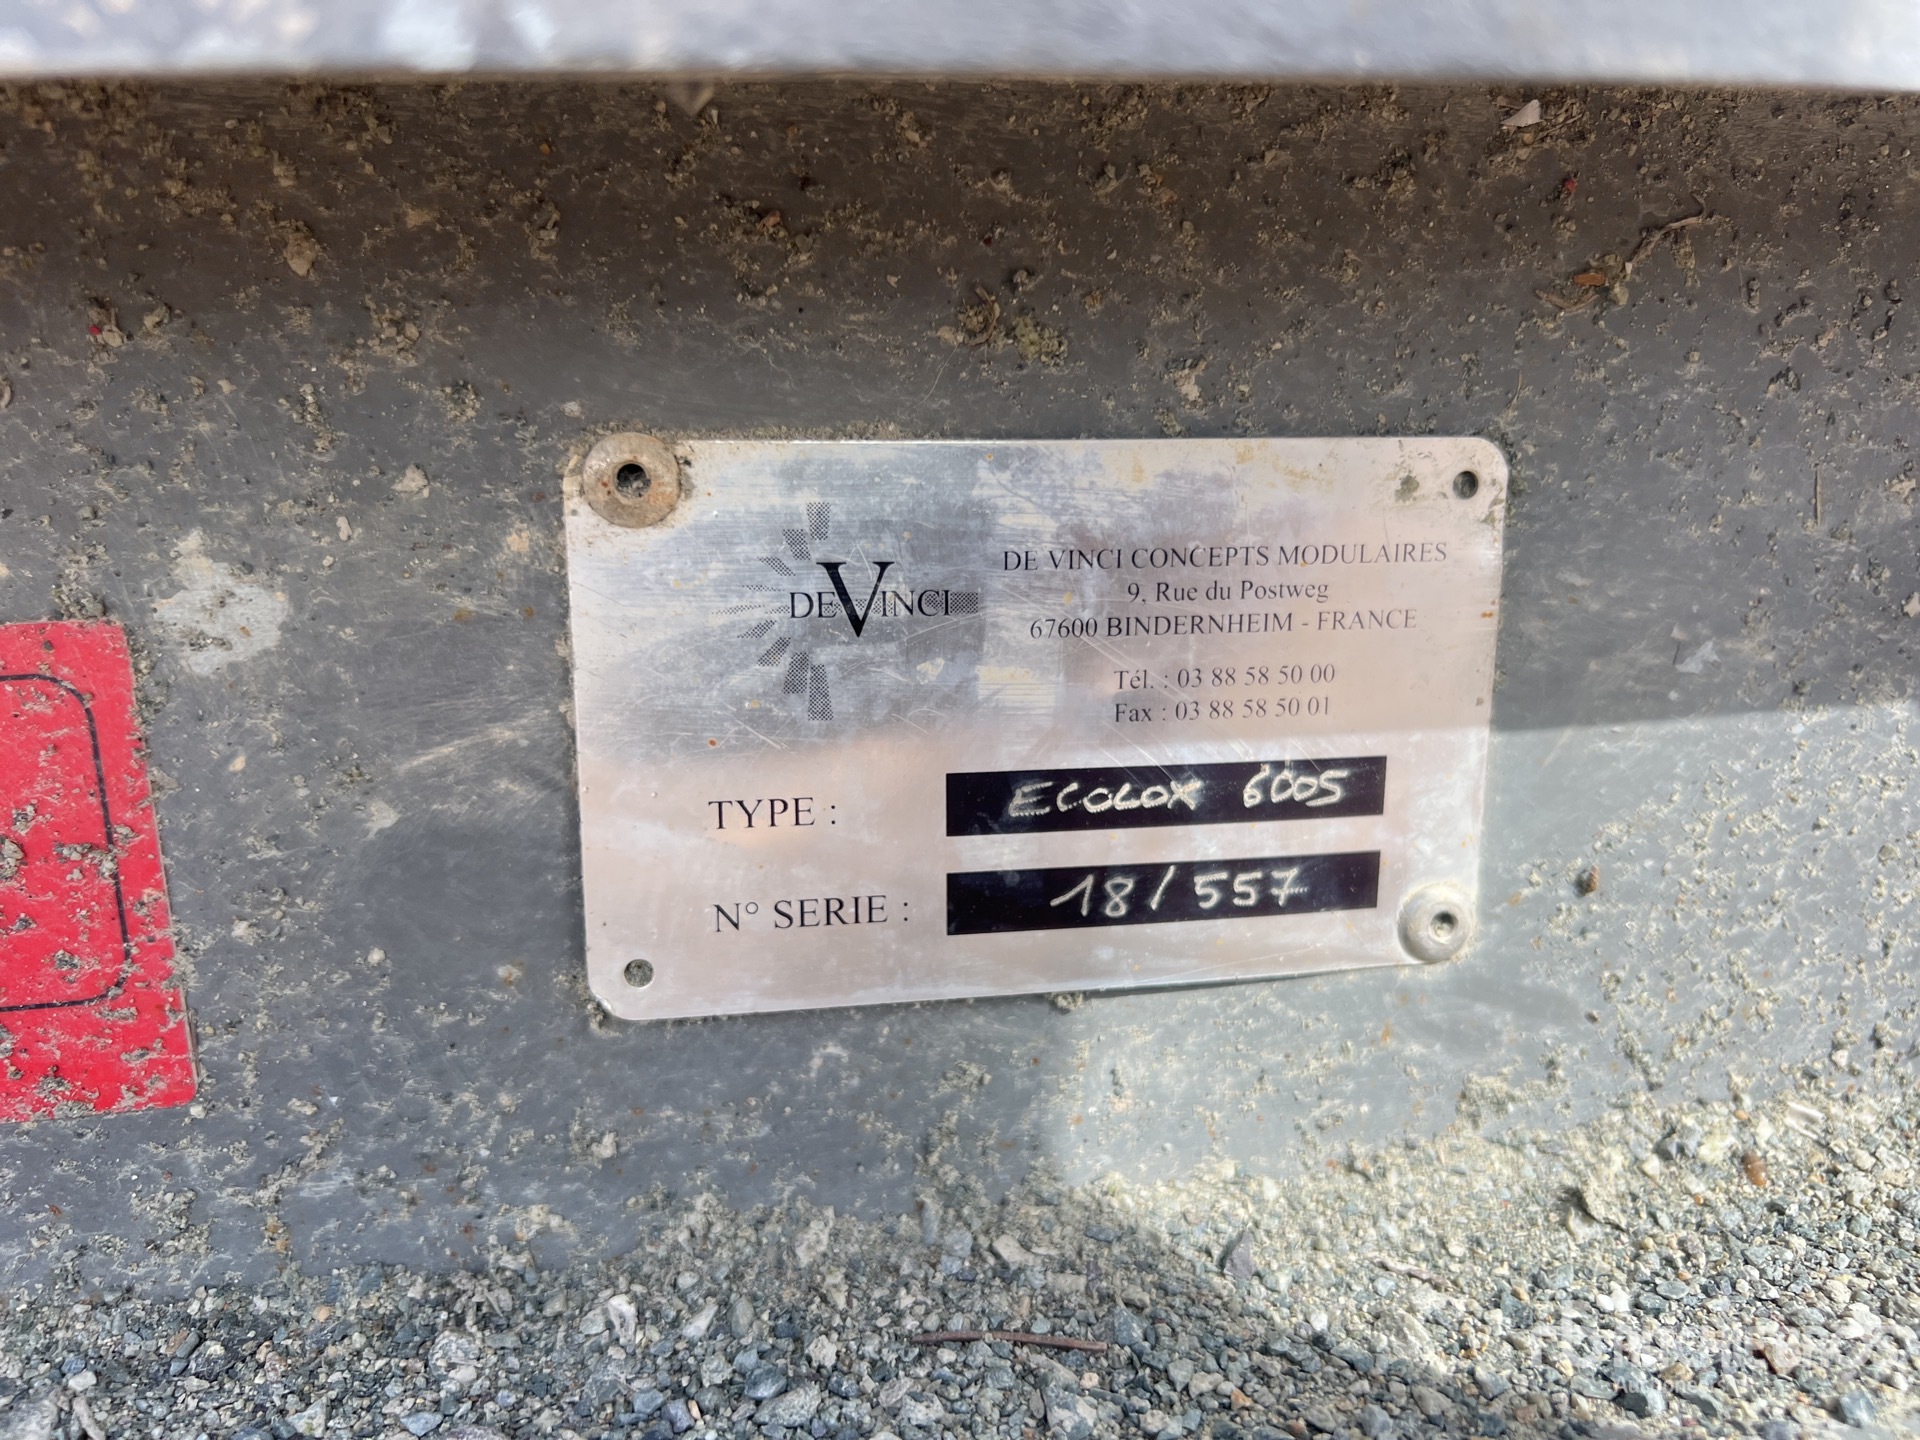 DE VINCI
DE VINCI CONCEPTS MODULAIRES
9, Rue du Postweg
67600 BINDERNHEIM - FRANCE
Tél. : 03 88 58 50 00
Fax : 03 88 58 50 01
TYPE : ECOLOX 6005
N° SERIE : 18/557